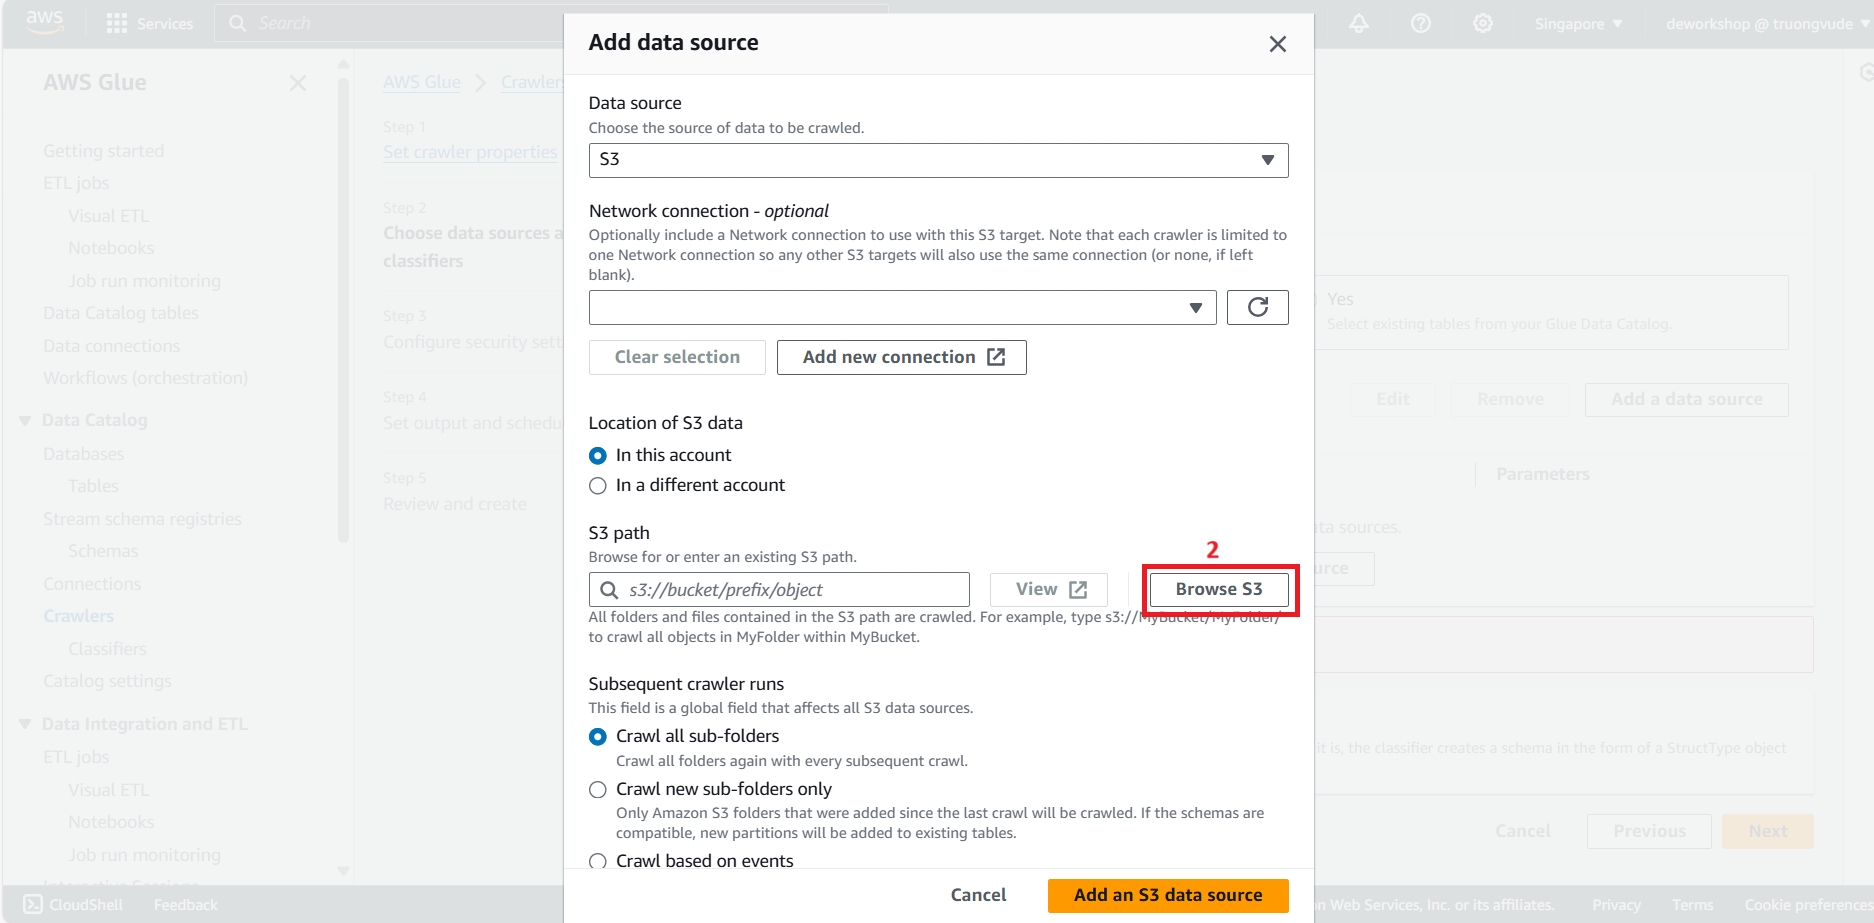 aws
Services
Search
Singapore
deworkshop @ truongvude
AWS Glue
Getting started
ETL jobs
Visual ETL
Notebooks
Job run monitoring
Data Catalog tables
Data connections
Workflows (orchestration)
Data Catalog
Databases
Tables
Stream schema registries
Schemas
Connections
Crawlers
Classifiers
Catalog settings
Data Integration and ETL
ETL jobs
Visual ETL
Notebooks
Job run monitoring
Interactive Sessions
AWS Glue
Crawlers
Step 1
Set crawler properties
Step 2
Choose data sources a
classifiers
Step 3
Configure security sett
Step 4
Set output and schedu
Step 5
Review and create
Add data source
Data source
Choose the source of data to be crawled.
S3
Network connection - optional
Optionally include a Network connection to use with this S3 target. Note that each crawler is limited to
one Network connection so any other S3 targets will also use the same connection (or none, if left
blank).
Clear selection
Add new connection
Location of S3 data
In this account
In a different account
S3 path
Browse for or enter an existing S3 path.
2
s3://bucket/prefix/object
View
Browse S3
All folders and files contained in the S3 path are crawled. For example, type s3://MyBucket/MyFolder/
to crawl all objects in MyFolder within MyBucket.
Subsequent crawler runs
This field is a global field that affects all S3 data sources.
Crawl all sub-folders
Crawl all folders again with every subsequent crawl.
Crawl new sub-folders only
Only Amazon S3 folders that were added since the last crawl will be crawled. If the schemas are
compatible, new partitions will be added to existing tables.
Crawl based on events
Cancel
Add an S3 data source
Yes
Select existing tables from your Glue Data Catalog.
Edit
Remove
Add a data source
Parameters
ta sources.
urce
it is, the classifier creates a schema in the form of a StructType object
Cancel
Previous
Next
CloudShell
Feedback
n Web Services, Inc. or its affiliates.
Privacy
Terms
Cookie preferences